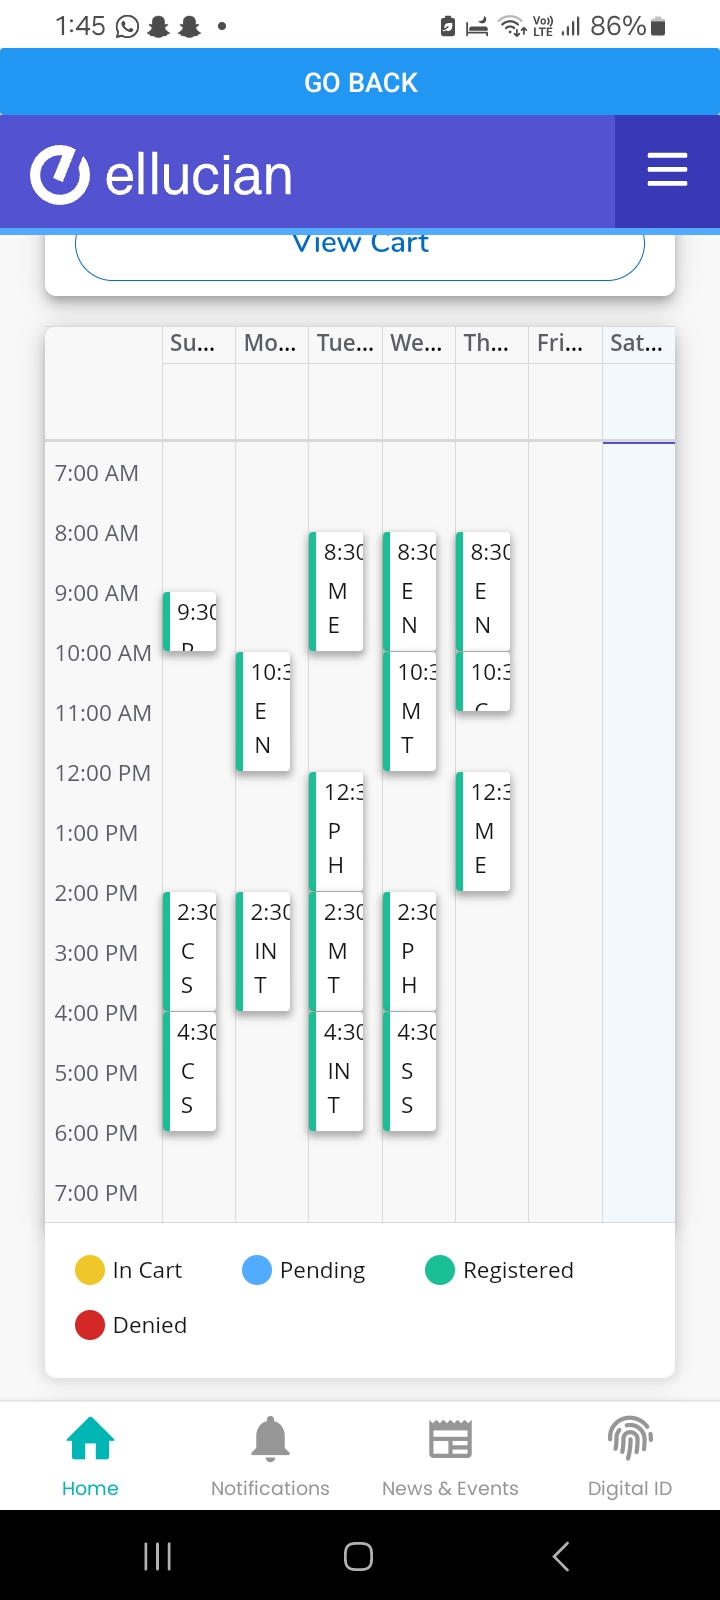 1:45
Vo)) LTE 86%
GO BACK
ellucian
View Cart
Su... Mo... Tue... We... Th... Fri... Sat...
7:00 AM
8:00 AM
8:30 8:30 8:30
M E E
E N N
9:00 AM
9:30
10:00 AM
10:3 10:3 10:3
E M
N T
11:00 AM
12:00 PM
12:3 12:3
P M
H E
1:00 PM
2:00 PM
2:30 2:30 2:30 2:30
C IN M P
S T T H
3:00 PM
4:00 PM
4:30 4:30 4:30
C IN S
S T S
5:00 PM
6:00 PM
7:00 PM
In Cart Pending Registered
Denied
Home Notifications News & Events Digital ID